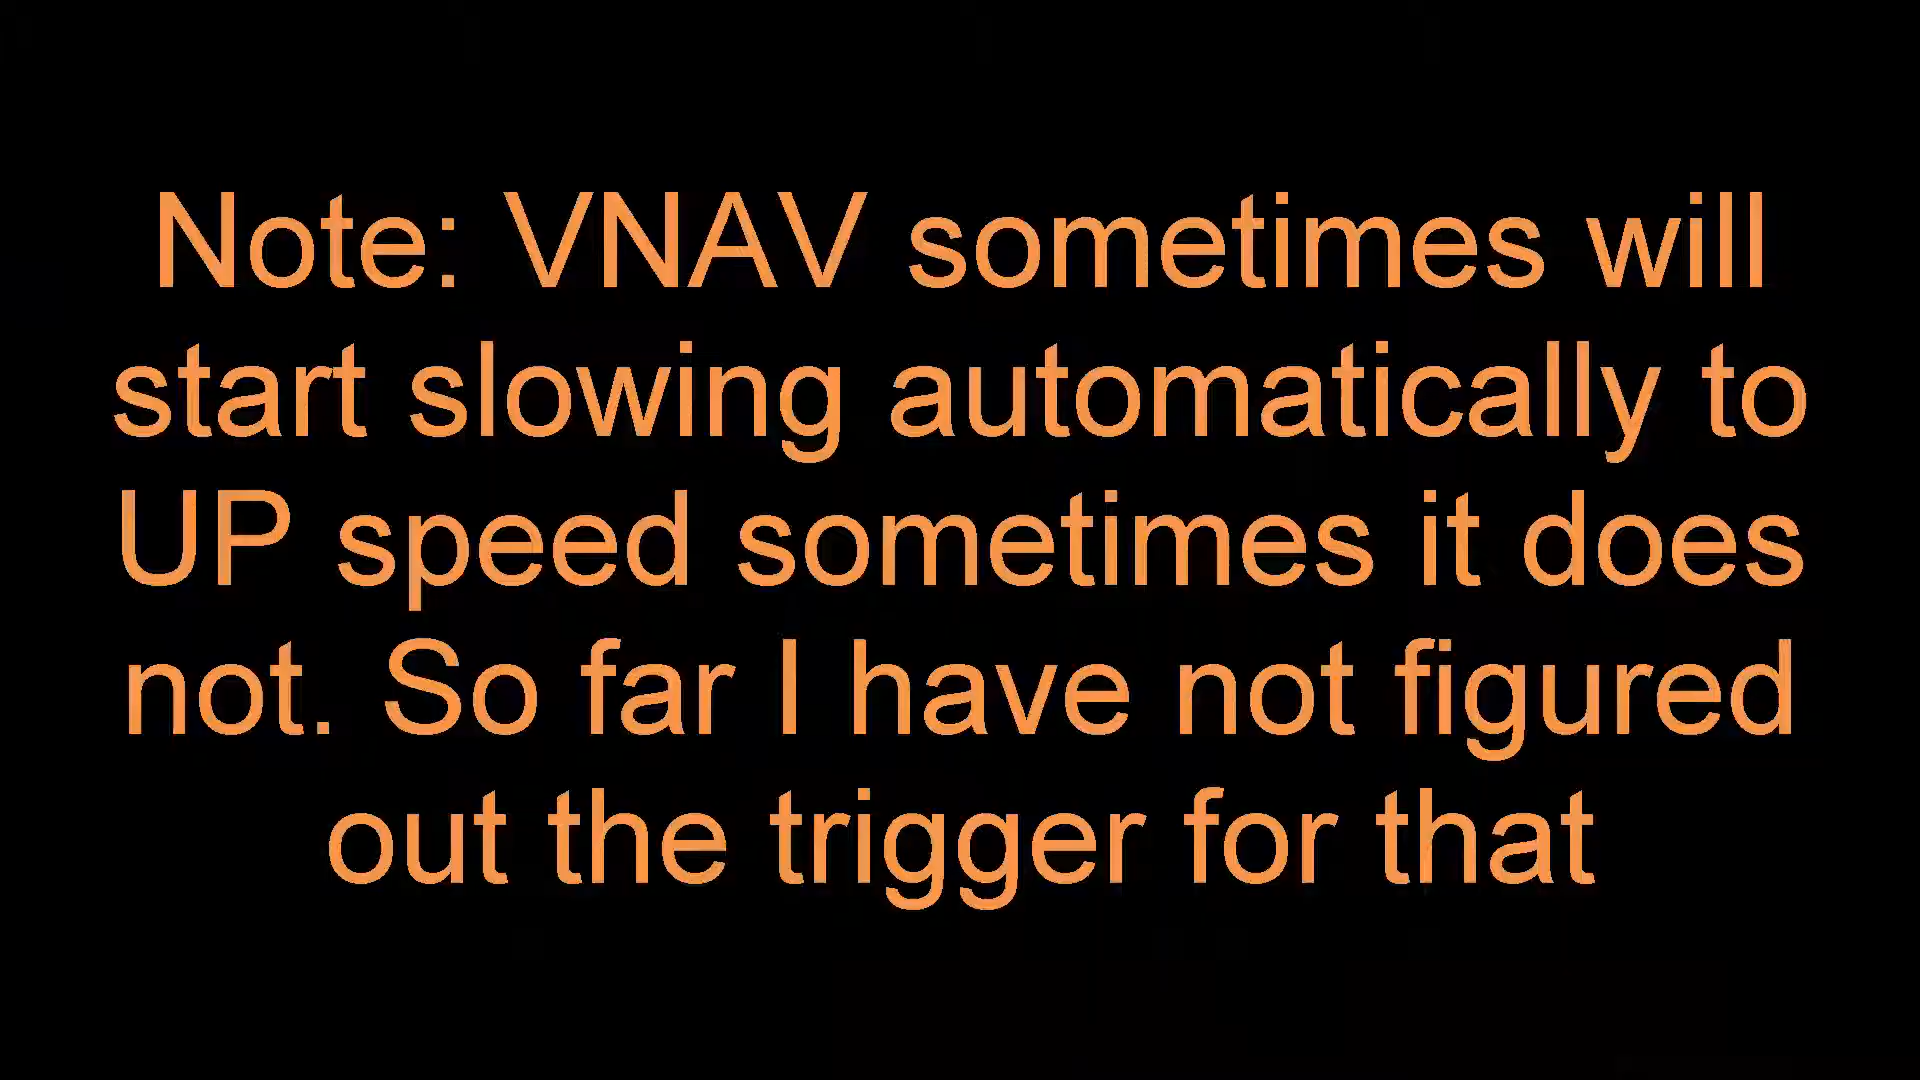 Note: VNAV sometimes will
start slowing automatically to
UP speed sometimes it does
not. So far I have not figured
out the trigger for that